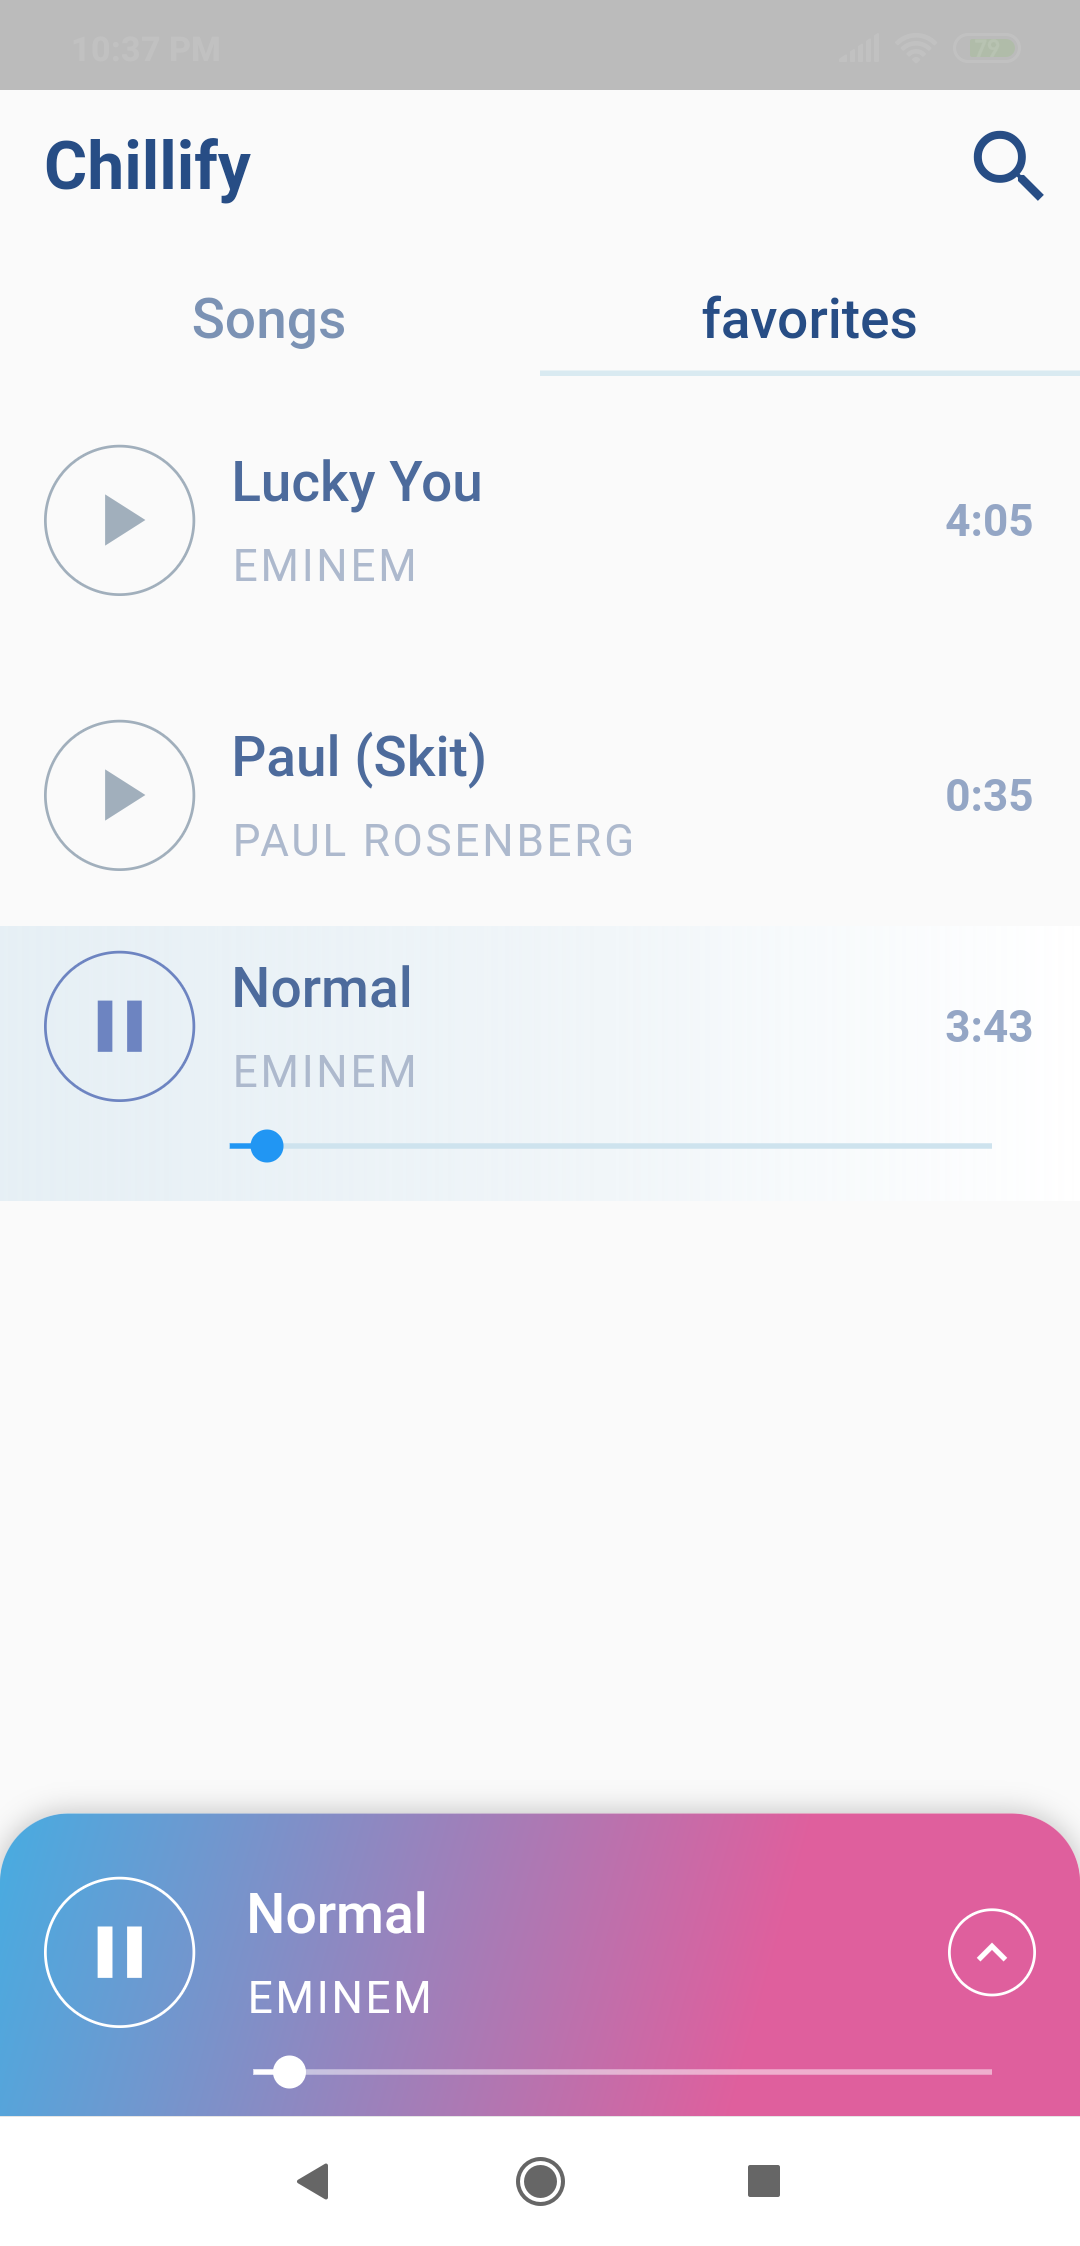 10:37 PM
79
Chillify
Songs
favorites
Lucky You
4:05
EMINEM
Paul (Skit)
0:35
PAUL ROSENBERG
Normal
3:43
EMINEM
Normal
EMINEM